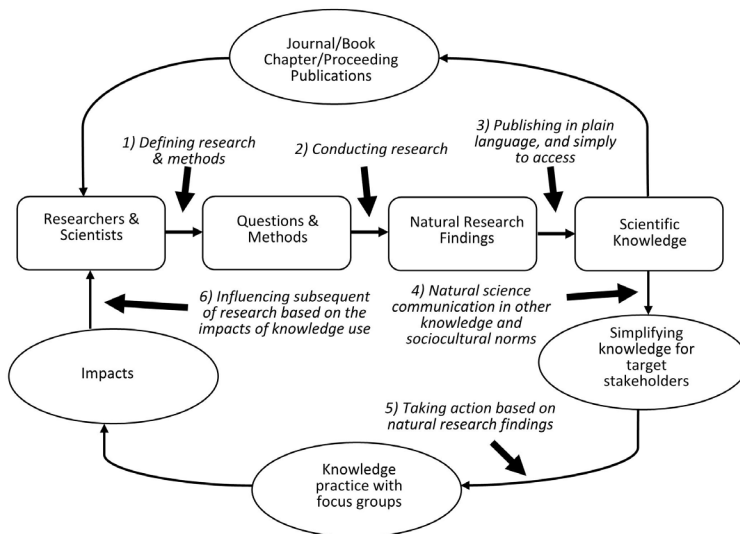 Journal/Book
Chapter/Proceeding
Publications
1) Defining research
& methods
2) Conducting research
3) Publishing in plain
language, and simply
to access
Researchers &
Scientists
Questions &
Methods
Natural Research
Findings
Scientific
Knowledge
6) Influencing subsequent
of research based on the
impacts of knowledge use
4) Natural science
communication in other
knowledge and
sociocultural norms
Impacts
Simplifying
knowledge for
target
stakeholders
5) Taking action based on
natural research findings
Knowledge
practice with
focus groups